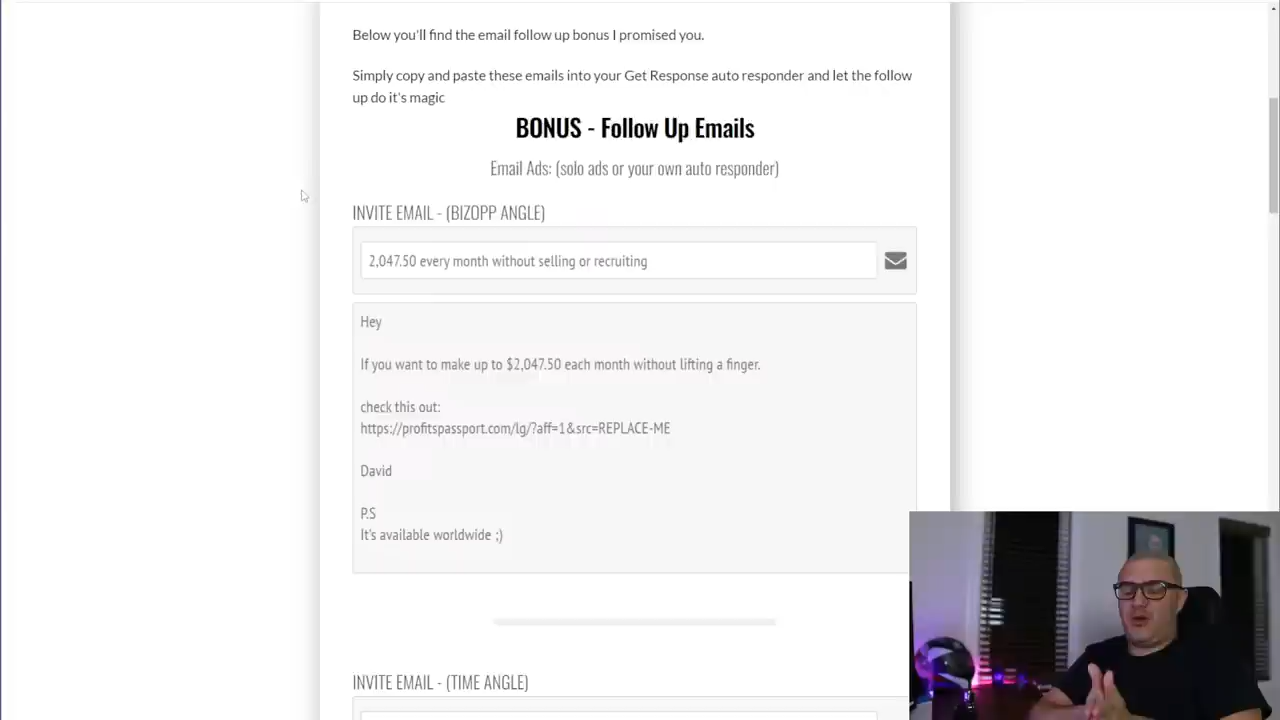 Below you'll find the email follow up bonus I promised you.
Simply copy and paste these emails into your Get Response auto responder and let the follow
up do it's magic
BONUS - Follow Up Emails
Email Ads: (solo ads or your own auto responder)
INVITE EMAIL - (BIZOPP ANGLE)
2,047.50 every month without selling or recruiting
Hey
If you want to make up to $2,047.50 each month without lifting a finger.
check this out:
https://profitspassport.com/lg/?aff=1&src=REPLACE-ME
David
P.S
It's available worldwide ;)
INVITE EMAIL - (TIME ANGLE)